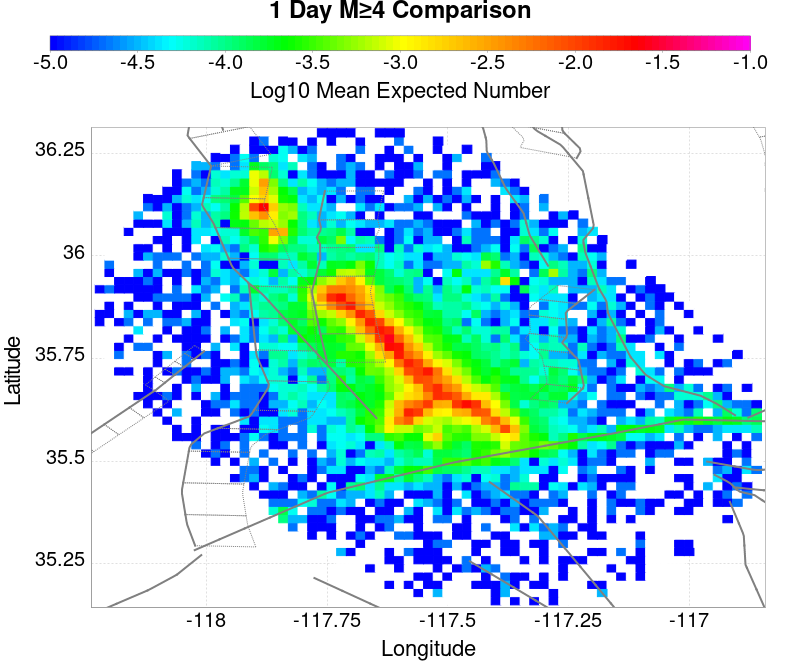 1 Day M≥4 Comparison
-5.0 -4.5 -4.0 -3.5 -3.0 -2.5 -2.0 -1.5 -1.0
Log10 Mean Expected Number
36.25
36
35.75
35.5
35.25
Latitude
-118 -117.75 -117.5 -117.25 -117
Longitude